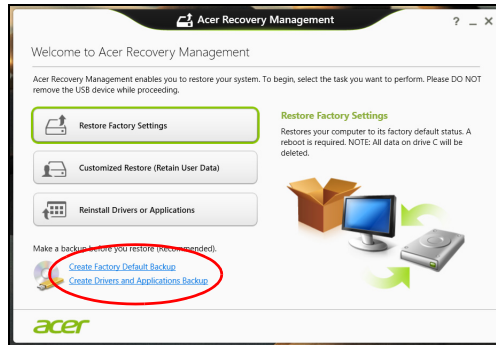 Acer Recovery Management
Welcome to Acer Recovery Management
Acer Recovery Management enables you to restore your system. To begin, select the task you want to perform. Please DO NOT
remove the USB device while proceeding.
Restore Factory Settings
Customized Restore (Retain User Data)
Reinstall Drivers or Applications
Restore Factory Settings
Restores your computer to its factory default status. A
reboot is required. NOTE: All data on drive C will be
deleted.
Make a backup before you restore (Recommended).
Create Factory Default Backup
Create Drivers and Applications Backup
acer